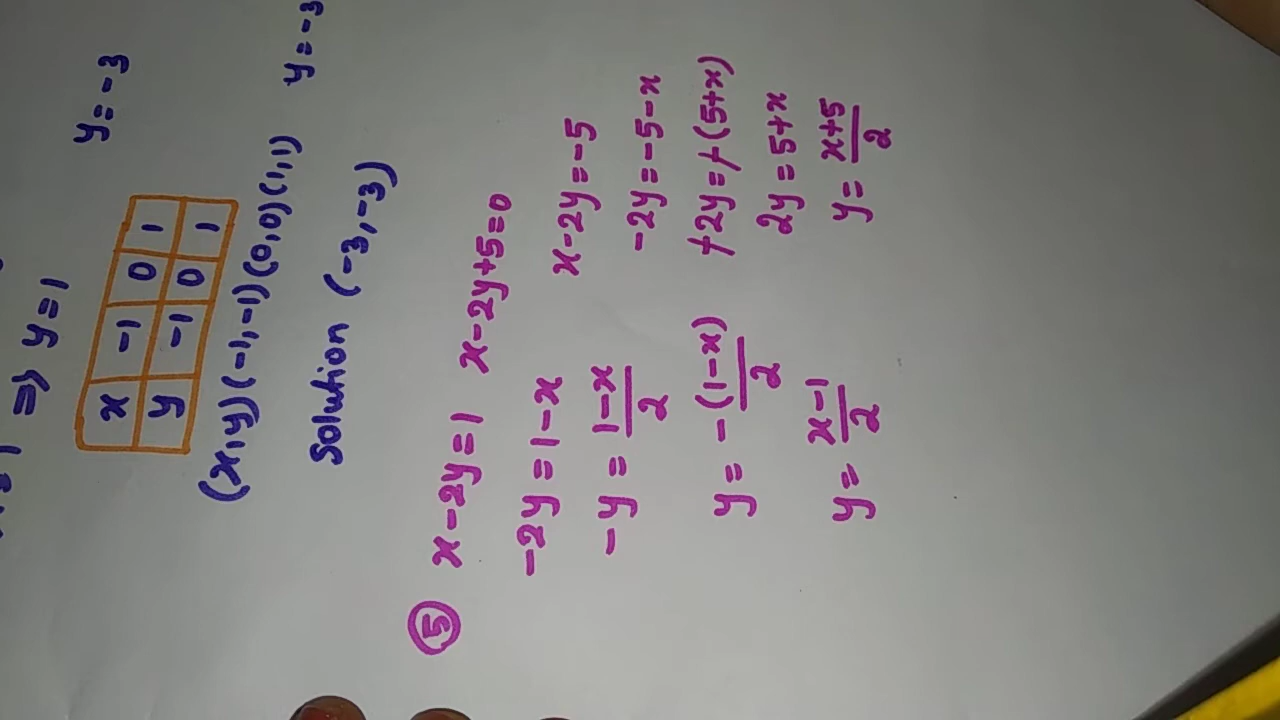 ⇒ y=1
x -1 0 1 y=-3
y -1 0 1
(x,y) (-1,-1) (0,0) (1,1) y=-3
Solution (-3,-3)
⑤ x-2y=1 x-2y+5=0
-2y=1-x x-2y=-5
-y = 1-x/2 -2y=-5-x
+2y=+(5+x)
y= -(1-x)/2 2y=5+x
y= x-1/2 y= x+5/2